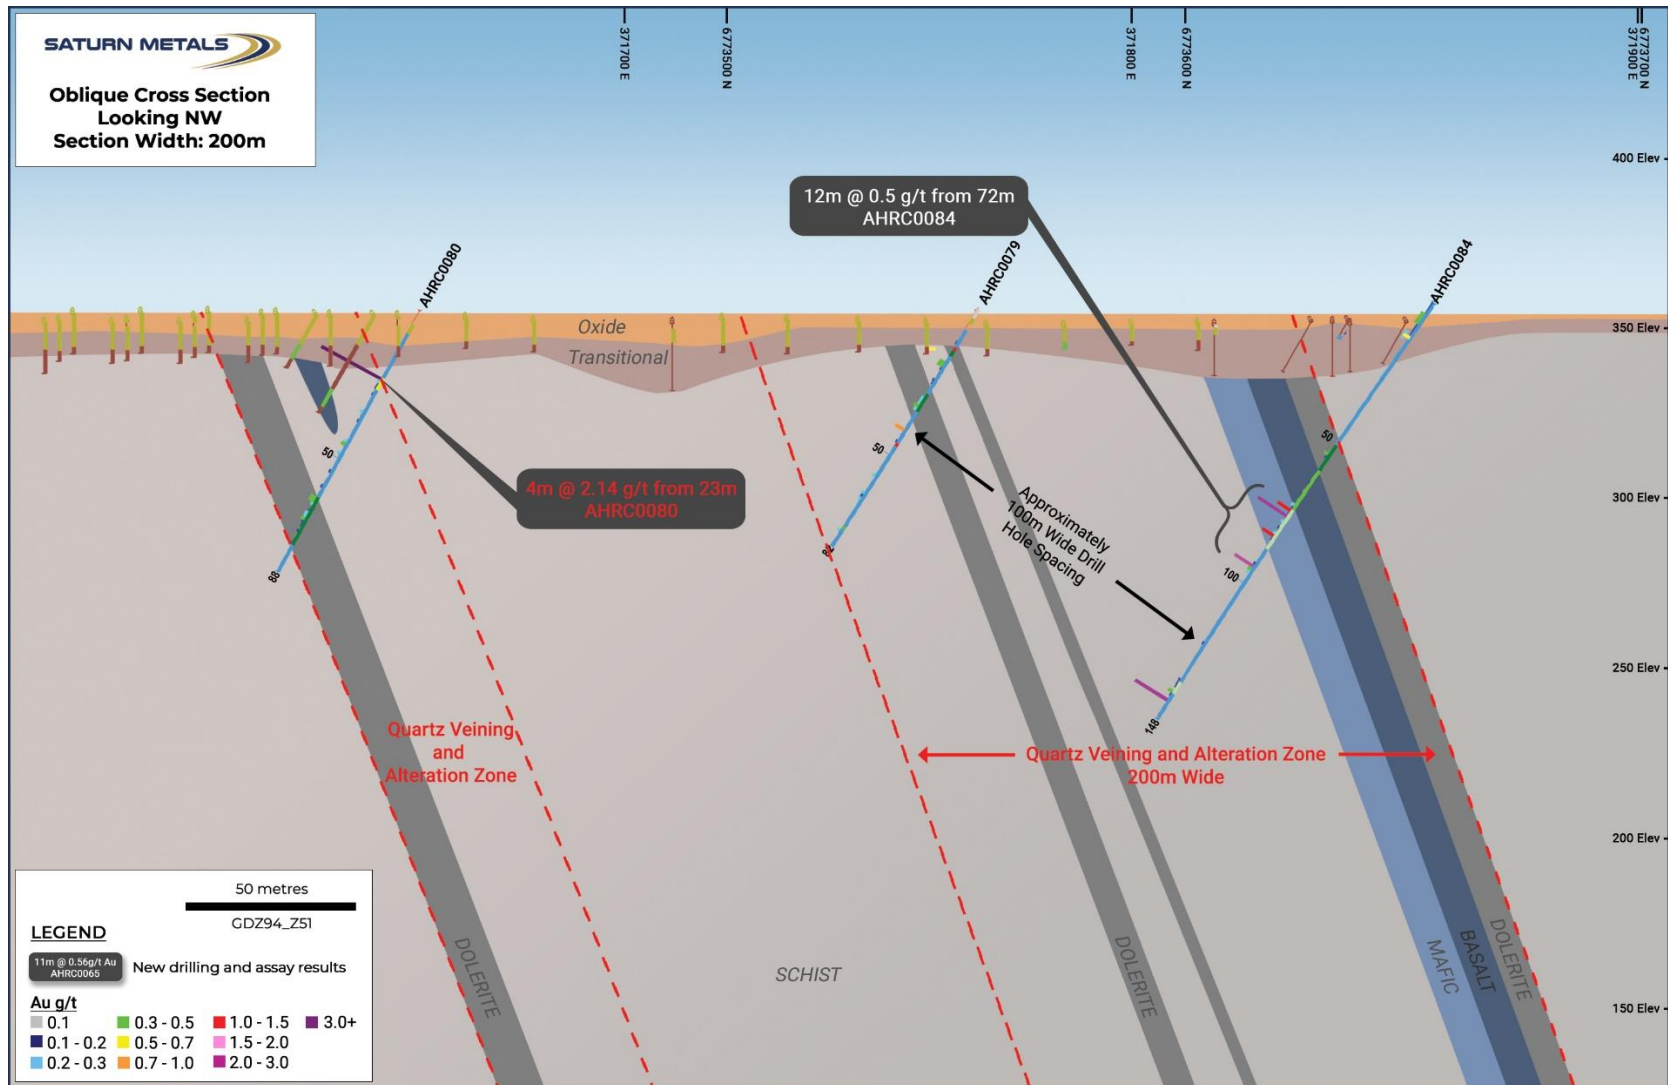 SATURN METALS
Oblique Cross Section
Looking NW
Section Width: 200m
371700 E
6773500 N
371800 E
6773600 N
6773700 N
371900 E
400 Elev
350 Elev
300 Elev
250 Elev
200 Elev
150 Elev
12m @ 0.5 g/t from 72m
AHRC0084
AHRC0080
AHRC0079
AHRC0084
Oxide
Transitional
4m @ 2.14 g/t from 23m
AHRC0080
50
88
50
82
50
100
148
Approximately
100m Wide Drill
Hole Spacing
Quartz Veining
and
Alteration Zone
Quartz Veining and Alteration Zone
200m Wide
DOLERITE
SCHIST
DOLERITE
MAFIC
BASALT
DOLERITE
50 metres
GDZ94_Z51
LEGEND
11m @ 0.56g/t Au
AHRC0065
New drilling and assay results
Au g/t
0.1
0.1 - 0.2
0.2 - 0.3
0.3 - 0.5
0.5 - 0.7
0.7 - 1.0
1.0 - 1.5
1.5 - 2.0
2.0 - 3.0
3.0+